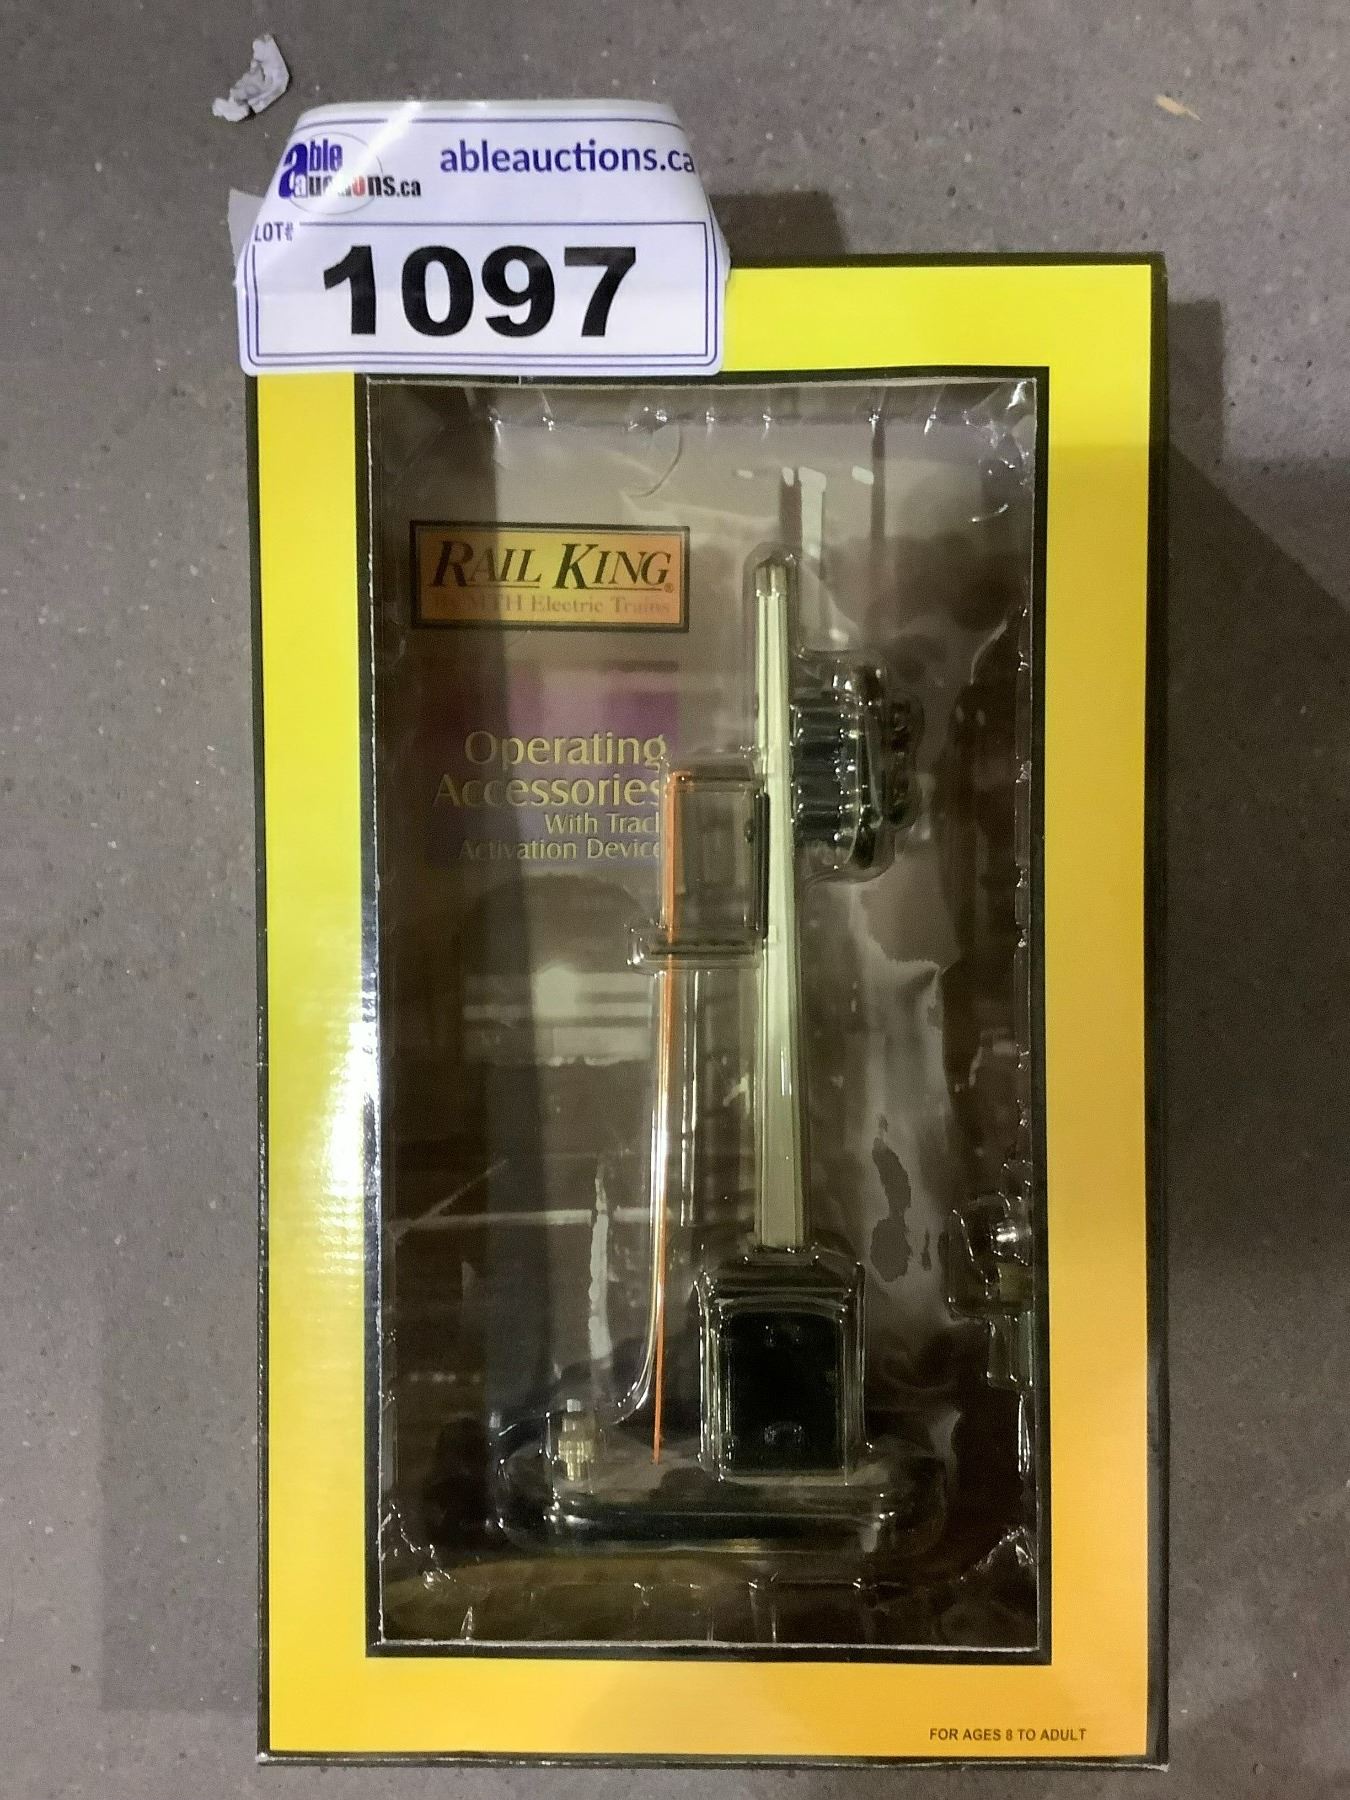 able
auctions.ca
ableauctions.ca
LOT#
1097
RAIL KING®
By MTH Electric Trains
Operating
Accessories
With Track
Activation Device
FOR AGES 8 TO ADULT